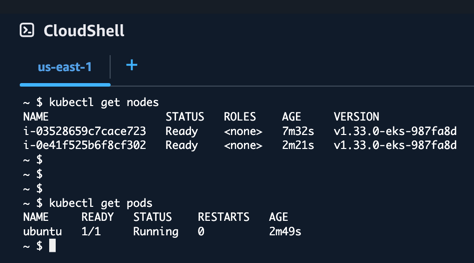 CloudShell
us-east-1 +
~ $ kubectl get nodes
NAME STATUS ROLES AGE VERSION
i-03528659c7cace723 Ready <none> 7m32s v1.33.0-eks-987fa8d
i-0e41f525b6f8cf302 Ready <none> 2m21s v1.33.0-eks-987fa8d
~ $
~ $
~ $
~ $ kubectl get pods
NAME READY STATUS RESTARTS AGE
ubuntu 1/1 Running 0 2m49s
~ $